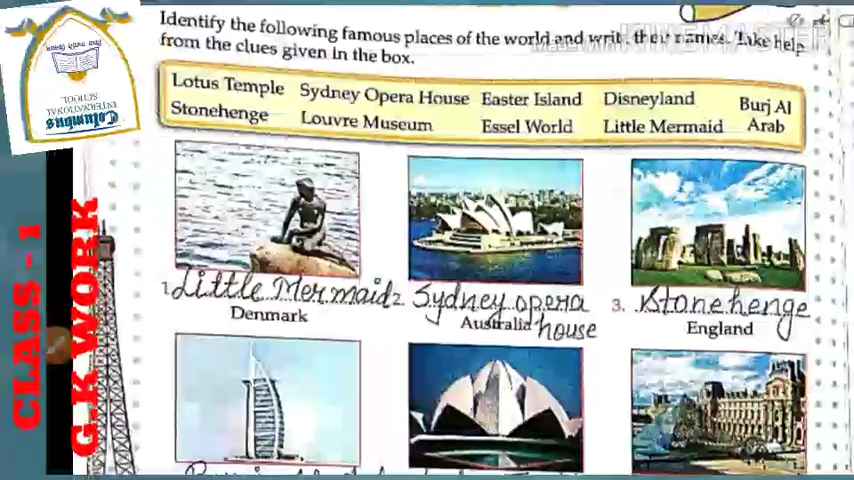 Identify the following famous places of the world and write their names. Take help
from the clues given in the box.
Made with KINEMASTER
Lotus Temple Sydney Opera House Easter Island Disneyland Burj Al Arab
Stonehenge Louvre Museum Essel World Little Mermaid
Columbus
INTERNATIONAL
SCHOOL
CLASS - 1
G.K WORK
1. Little Mermaid 2. Sydney opera house 3. Stonehenge
Denmark Australia England